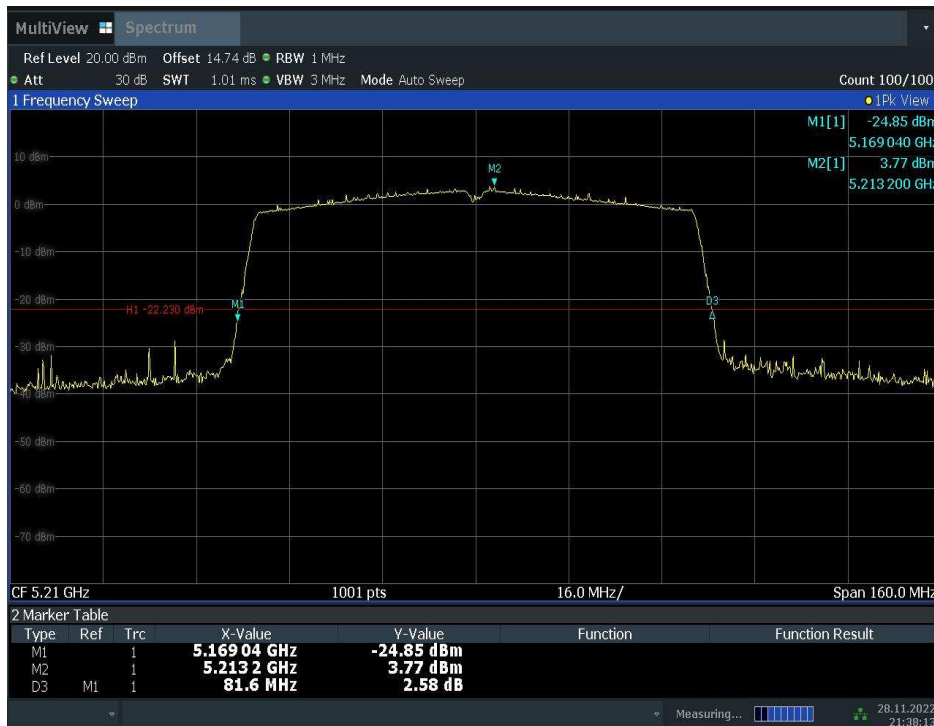 MultiView Spectrum
Ref Level 20.00 dBm Offset 14.74 dB RBW 1 MHz
Att 30 dB SWT 1.01 ms VBW 3 MHz Mode Auto Sweep Count 100/100
1 Frequency Sweep 1Pk View
M1[1] -24.85 dBm
5.169 040 GHz
10 dBm
M2
M2[1] 3.77 dBm
5.213 200 GHz
0 dBm
-10 dBm
-20 dBm
M1
D3
H1 -22.230 dBm
-30 dBm
-40 dBm
-50 dBm
-60 dBm
-70 dBm
CF 5.21 GHz 1001 pts 16.0 MHz/ Span 160.0 MHz
2 Marker Table
Type Ref Trc X-Value Y-Value Function Function Result
M1 1 5.169 04 GHz -24.85 dBm
M2 1 5.213 2 GHz 3.77 dBm
D3 M1 1 81.6 MHz 2.58 dB
Measuring... 28.11.2022
21:38:13